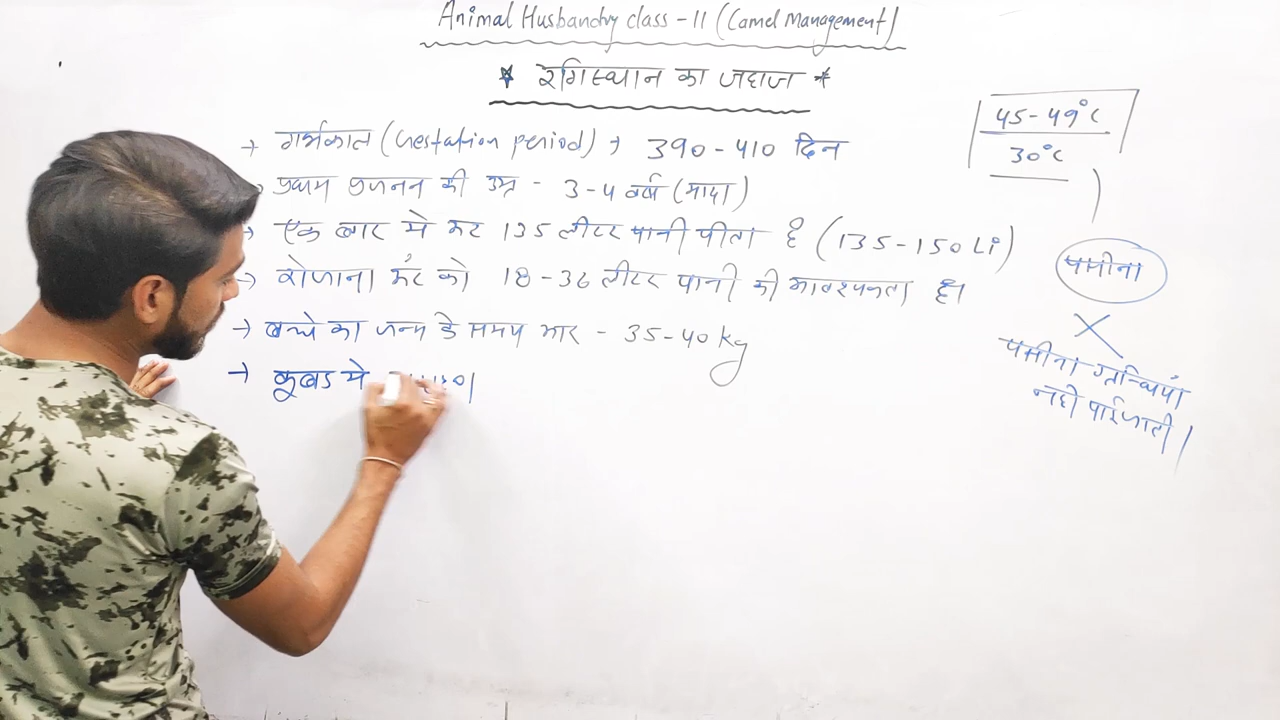 Animal Husbandry class - 11 (Camel Management)
* रेगिस्थान का जहाज *
→ गर्भकाल (Gestation period) → 390 - 410 दिन
प्रथम प्रजनन की उम्र - 3-4 वर्ष (मादा)
→ एक बार मे ऊट 135 लीटर पानी पीता है (135-150 Li)
→ रोजाना ऊंट को 18-36 लीटर पानी की आवश्यकता है।
→ बच्चे का जन्म के समय भार - 35-40 kg
→ कूबड मे
45-49°C
30°C
पसीना
X
पसीना ग्रन्थियां
नही पाई जाती।